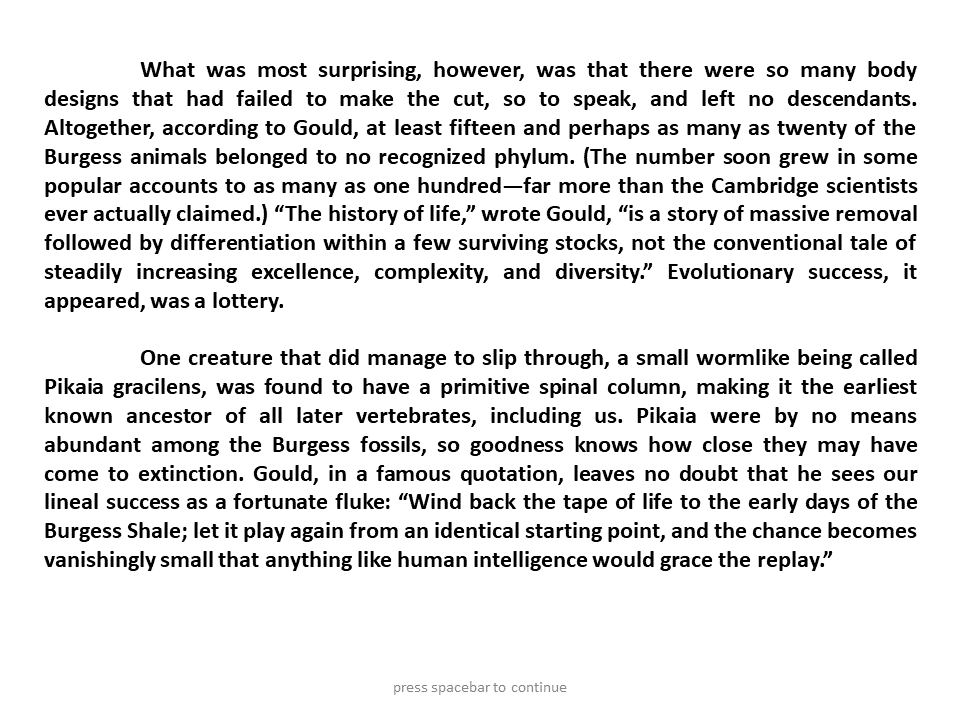 What was most surprising, however, was that there were so many body
designs that had failed to make the cut, so to speak, and left no descendants.
Altogether, according to Gould, at least fifteen and perhaps as many as twenty of the
Burgess animals belonged to no recognized phylum. (The number soon grew in some
popular accounts to as many as one hundred—far more than the Cambridge scientists
ever actually claimed.) “The history of life,” wrote Gould, “is a story of massive removal
followed by differentiation within a few surviving stocks, not the conventional tale of
steadily increasing excellence, complexity, and diversity.” Evolutionary success, it
appeared, was a lottery.
One creature that did manage to slip through, a small wormlike being called
Pikaia gracilens, was found to have a primitive spinal column, making it the earliest
known ancestor of all later vertebrates, including us. Pikaia were by no means
abundant among the Burgess fossils, so goodness knows how close they may have
come to extinction. Gould, in a famous quotation, leaves no doubt that he sees our
lineal success as a fortunate fluke: “Wind back the tape of life to the early days of the
Burgess Shale; let it play again from an identical starting point, and the chance becomes
vanishingly small that anything like human intelligence would grace the replay.”
press spacebar to continue